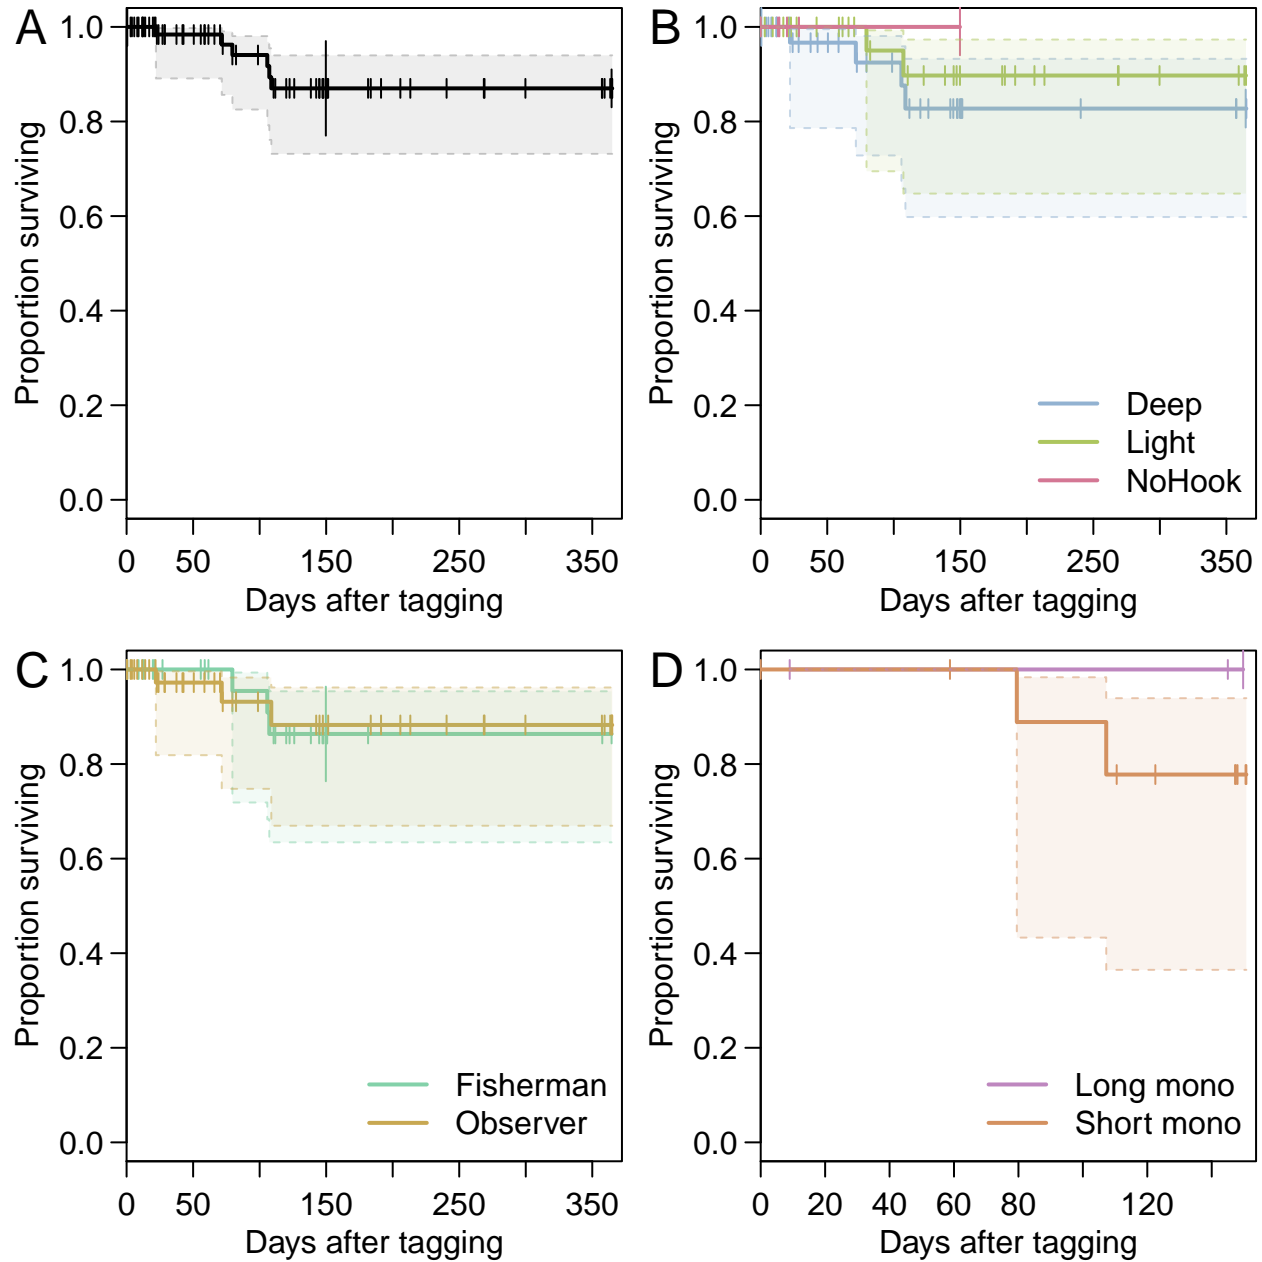 A
Proportion surviving
1.0
0.8
0.6
0.4
0.2
0.0
0 50 150 250 350
Days after tagging
B
Proportion surviving
1.0
0.8
0.6
0.4
0.2
0.0
Deep
Light
NoHook
0 50 150 250 350
Days after tagging
C
Proportion surviving
1.0
0.8
0.6
0.4
0.2
0.0
Fisherman
Observer
0 50 150 250 350
Days after tagging
D
Proportion surviving
1.0
0.8
0.6
0.4
0.2
0.0
Long mono
Short mono
0 20 40 60 80 120
Days after tagging